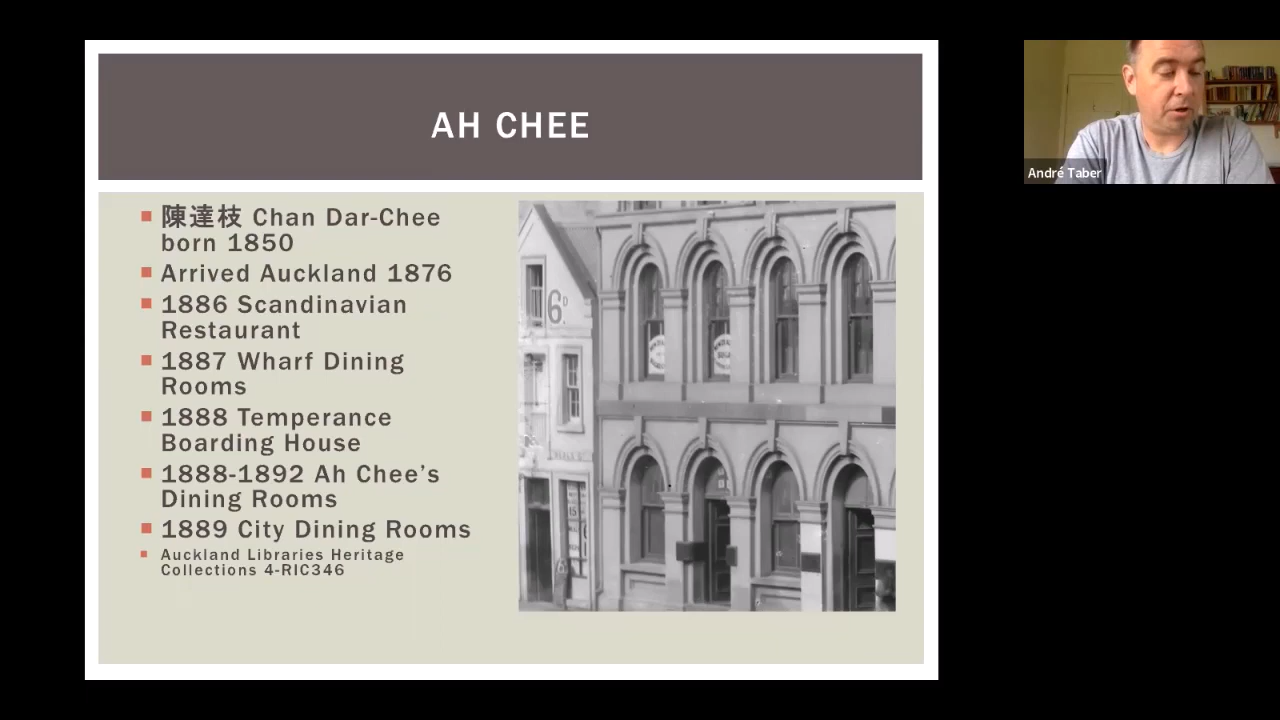 AH CHEE
陳達枝 Chan Dar-Chee
born 1850
Arrived Auckland 1876
1886 Scandinavian
Restaurant
1887 Wharf Dining
Rooms
1888 Temperance
Boarding House
1888-1892 Ah Chee’s
Dining Rooms
1889 City Dining Rooms
Auckland Libraries Heritage
Collections 4-RIC346
6D
André Taber